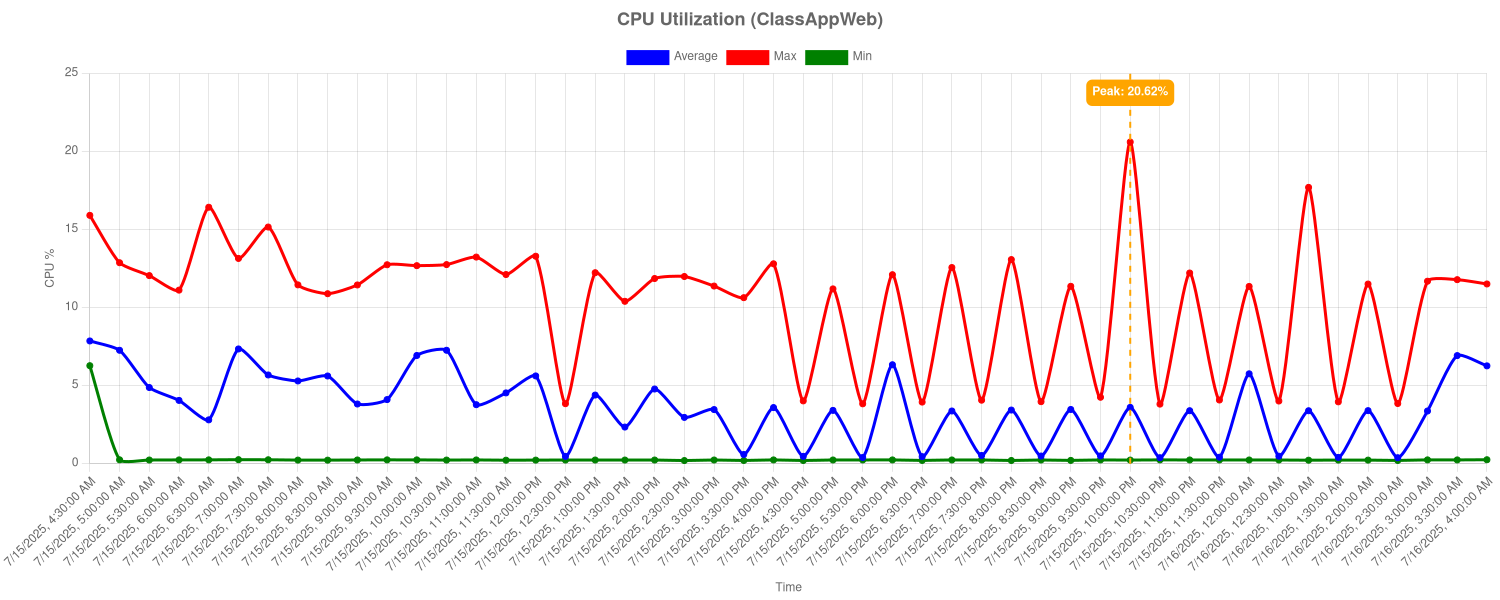 CPU Utilization (ClassAppWeb)
Average Max Min
25
Peak: 20.62%
20
15
10
5
0
CPU %
7/15/2025, 4:30:00 AM
7/15/2025, 5:00:00 AM
7/15/2025, 5:30:00 AM
7/15/2025, 6:00:00 AM
7/15/2025, 6:30:00 AM
7/15/2025, 7:00:00 AM
7/15/2025, 7:30:00 AM
7/15/2025, 8:00:00 AM
7/15/2025, 8:30:00 AM
7/15/2025, 9:00:00 AM
7/15/2025, 9:30:00 AM
7/15/2025, 10:00:00 AM
7/15/2025, 10:30:00 AM
7/15/2025, 11:00:00 AM
7/15/2025, 11:30:00 AM
7/15/2025, 12:00:00 PM
7/15/2025, 12:30:00 PM
7/15/2025, 1:00:00 PM
7/15/2025, 1:30:00 PM
7/15/2025, 2:00:00 PM
7/15/2025, 2:30:00 PM
7/15/2025, 3:00:00 PM
7/15/2025, 3:30:00 PM
7/15/2025, 4:00:00 PM
7/15/2025, 4:30:00 PM
7/15/2025, 5:00:00 PM
7/15/2025, 5:30:00 PM
7/15/2025, 6:00:00 PM
7/15/2025, 6:30:00 PM
7/15/2025, 7:00:00 PM
7/15/2025, 7:30:00 PM
7/15/2025, 8:00:00 PM
7/15/2025, 8:30:00 PM
7/15/2025, 9:00:00 PM
7/15/2025, 9:30:00 PM
7/15/2025, 10:00:00 PM
7/15/2025, 10:30:00 PM
7/15/2025, 11:00:00 PM
7/15/2025, 11:30:00 PM
7/16/2025, 12:00:00 AM
7/16/2025, 12:30:00 AM
7/16/2025, 1:00:00 AM
7/16/2025, 1:30:00 AM
7/16/2025, 2:00:00 AM
7/16/2025, 2:30:00 AM
7/16/2025, 3:00:00 AM
7/16/2025, 3:30:00 AM
7/16/2025, 4:00:00 AM
Time